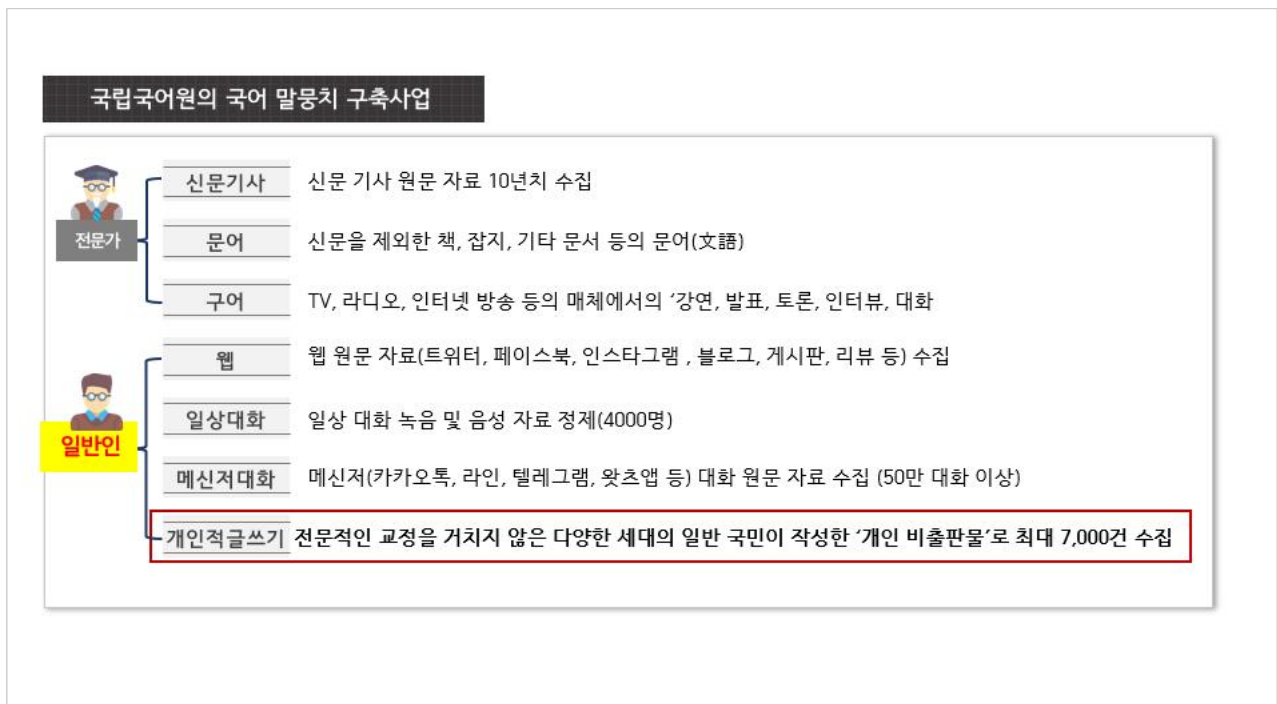 국립국어원의 국어 말뭉치 구축사업
전문가
신문기사 신문 기사 원문 자료 10년치 수집
문어 신문을 제외한 책, 잡지, 기타 문서 등의 문어(文語)
구어 TV, 라디오, 인터넷 방송 등의 매체에서의 ‘강연, 발표, 토론, 인터뷰, 대화
일반인
웹 웹 원문 자료(트위터, 페이스북, 인스타그램 , 블로그, 게시판, 리뷰 등) 수집
일상대화 일상 대화 녹음 및 음성 자료 정제(4000명)
메신저대화 메신저(카카오톡, 라인, 텔레그램, 왓츠앱 등) 대화 원문 자료 수집 (50만 대화 이상)
개인적글쓰기 전문적인 교정을 거치지 않은 다양한 세대의 일반 국민이 작성한 ‘개인 비출판물’로 최대 7,000건 수집